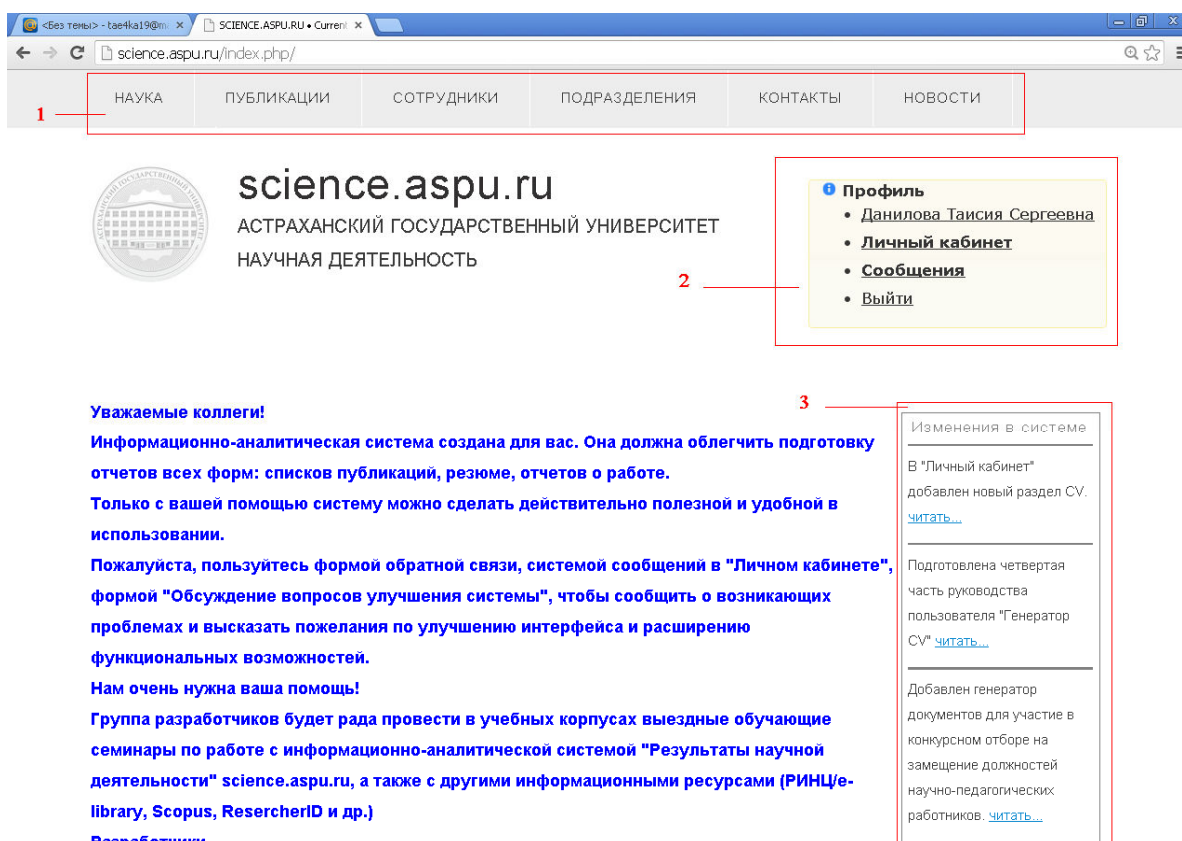 <Без темы> - tae4ka19@m
SCIENCE.ASPU.RU • Current
science.aspu.ru/index.php/
НАУКА ПУБЛИКАЦИИ СОТРУДНИКИ ПОДРАЗДЕЛЕНИЯ КОНТАКТЫ НОВОСТИ
1
science.aspu.ru
АСТРАХАНСКИЙ ГОСУДАРСТВЕННЫЙ УНИВЕРСИТЕТ
НАУЧНАЯ ДЕЯТЕЛЬНОСТЬ
2
Профиль
• Данилова Таисия Сергеевна
• Личный кабинет
• Сообщения
• Выйти
Уважаемые коллеги!
Информационно-аналитическая система создана для вас. Она должна облегчить подготовку
отчетов всех форм: списков публикаций, резюме, отчетов о работе.
Только с вашей помощью систему можно сделать действительно полезной и удобной в
использовании.
Пожалуйста, пользуйтесь формой обратной связи, системой сообщений в "Личном кабинете",
формой "Обсуждение вопросов улучшения системы", чтобы сообщить о возникающих
проблемах и высказать пожелания по улучшению интерфейса и расширению
функциональных возможностей.
Нам очень нужна ваша помощь!
Группа разработчиков будет рада провести в учебных корпусах выездные обучающие
семинары по работе с информационно-аналитической системой "Результаты научной
деятельности" science.aspu.ru, а также с другими информационными ресурсами (РИНЦ/e-
library, Scopus, ResercherID и др.)
Разработчики
3
Изменения в системе
В "Личный кабинет"
добавлен новый раздел CV.
читать...
Подготовлена четвертая
часть руководства
пользователя "Генератор
CV" читать...
Добавлен генератор
документов для участие в
конкурсном отборе на
замещение должностей
научно-педагогических
работников. читать...